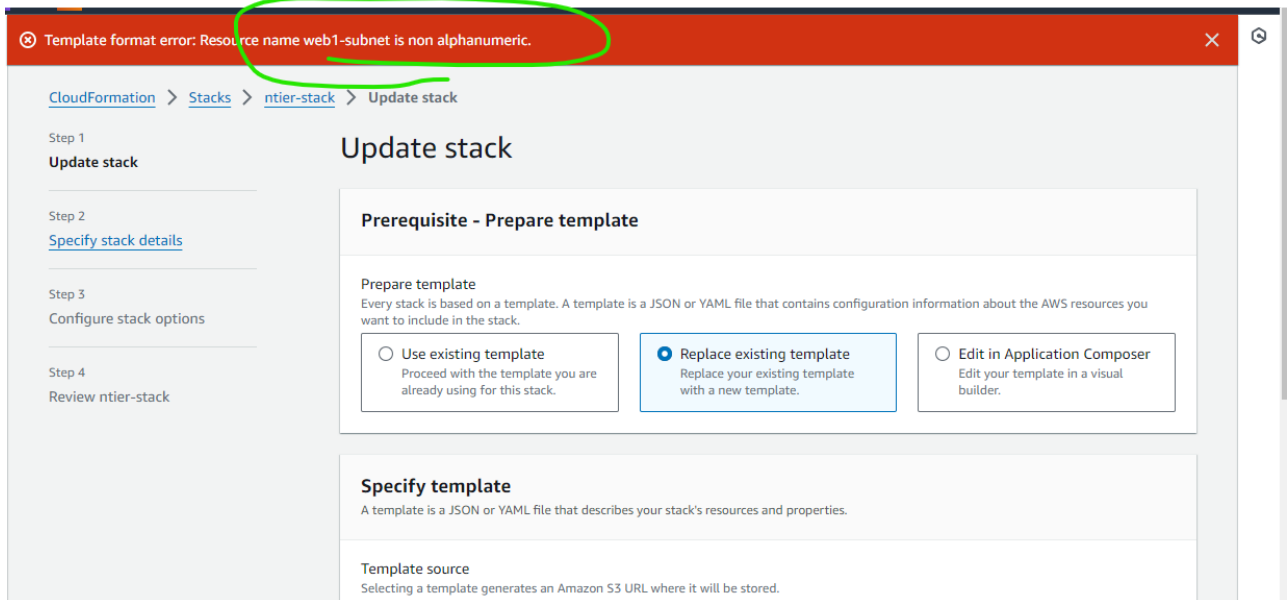 Template format error: Resource name web1-subnet is non alphanumeric.
CloudFormation > Stacks > ntier-stack > Update stack
Step 1
Update stack
Step 2
Specify stack details
Step 3
Configure stack options
Step 4
Review ntier-stack
Update stack
Prerequisite - Prepare template
Prepare template
Every stack is based on a template. A template is a JSON or YAML file that contains configuration information about the AWS resources you
want to include in the stack.
Use existing template
Proceed with the template you are
already using for this stack.
Replace existing template
Replace your existing template
with a new template.
Edit in Application Composer
Edit your template in a visual
builder.
Specify template
A template is a JSON or YAML file that describes your stack's resources and properties.
Template source
Selecting a template generates an Amazon S3 URL where it will be stored.